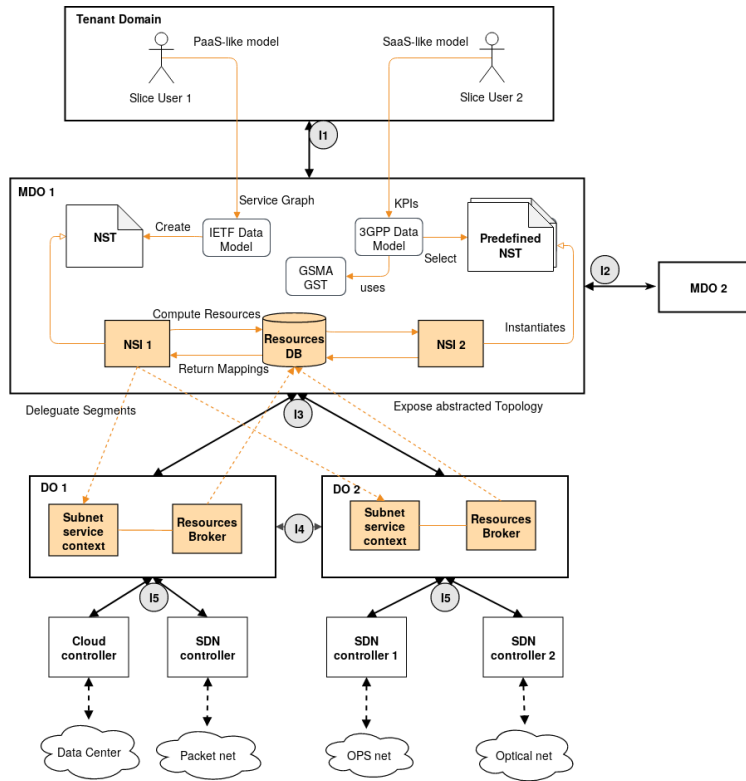 Tenant Domain
PaaS-like model
SaaS-like model
Slice User 1
Slice User 2
I1
MDO 1
Service Graph
KPIs
NST
Create
IETF Data
Model
3GPP Data
Model
Select
Predefined
NST
GSMA
GST
uses
I2
MDO 2
Compute Resources
NSI 1
Resources
DB
NSI 2
Instantiates
Return Mappings
Deleguate Segments
I3
Expose abstracted Topology
DO 1
Subnet
service
context
Resources
Broker
I4
DO 2
Subnet
service
context
Resources
Broker
I5
I5
Cloud
controller
SDN
controller
SDN
controller 1
SDN
controller 2
Data Center
Packet net
OPS net
Optical net